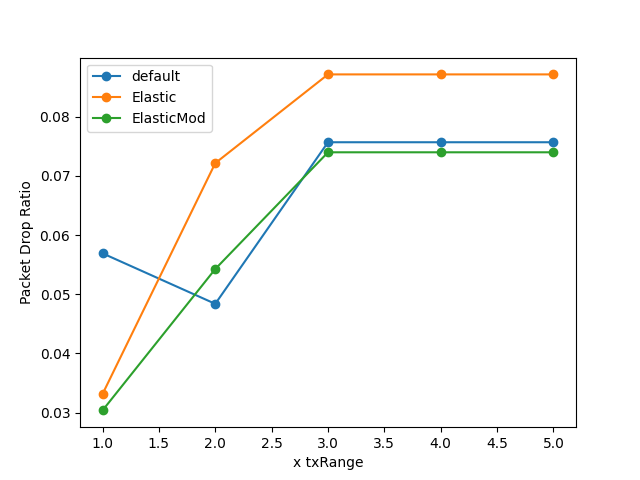 default
Elastic
ElasticMod
Packet Drop Ratio
0.08
0.07
0.06
0.05
0.04
0.03
1.0 1.5 2.0 2.5 3.0 3.5 4.0 4.5 5.0
x txRange